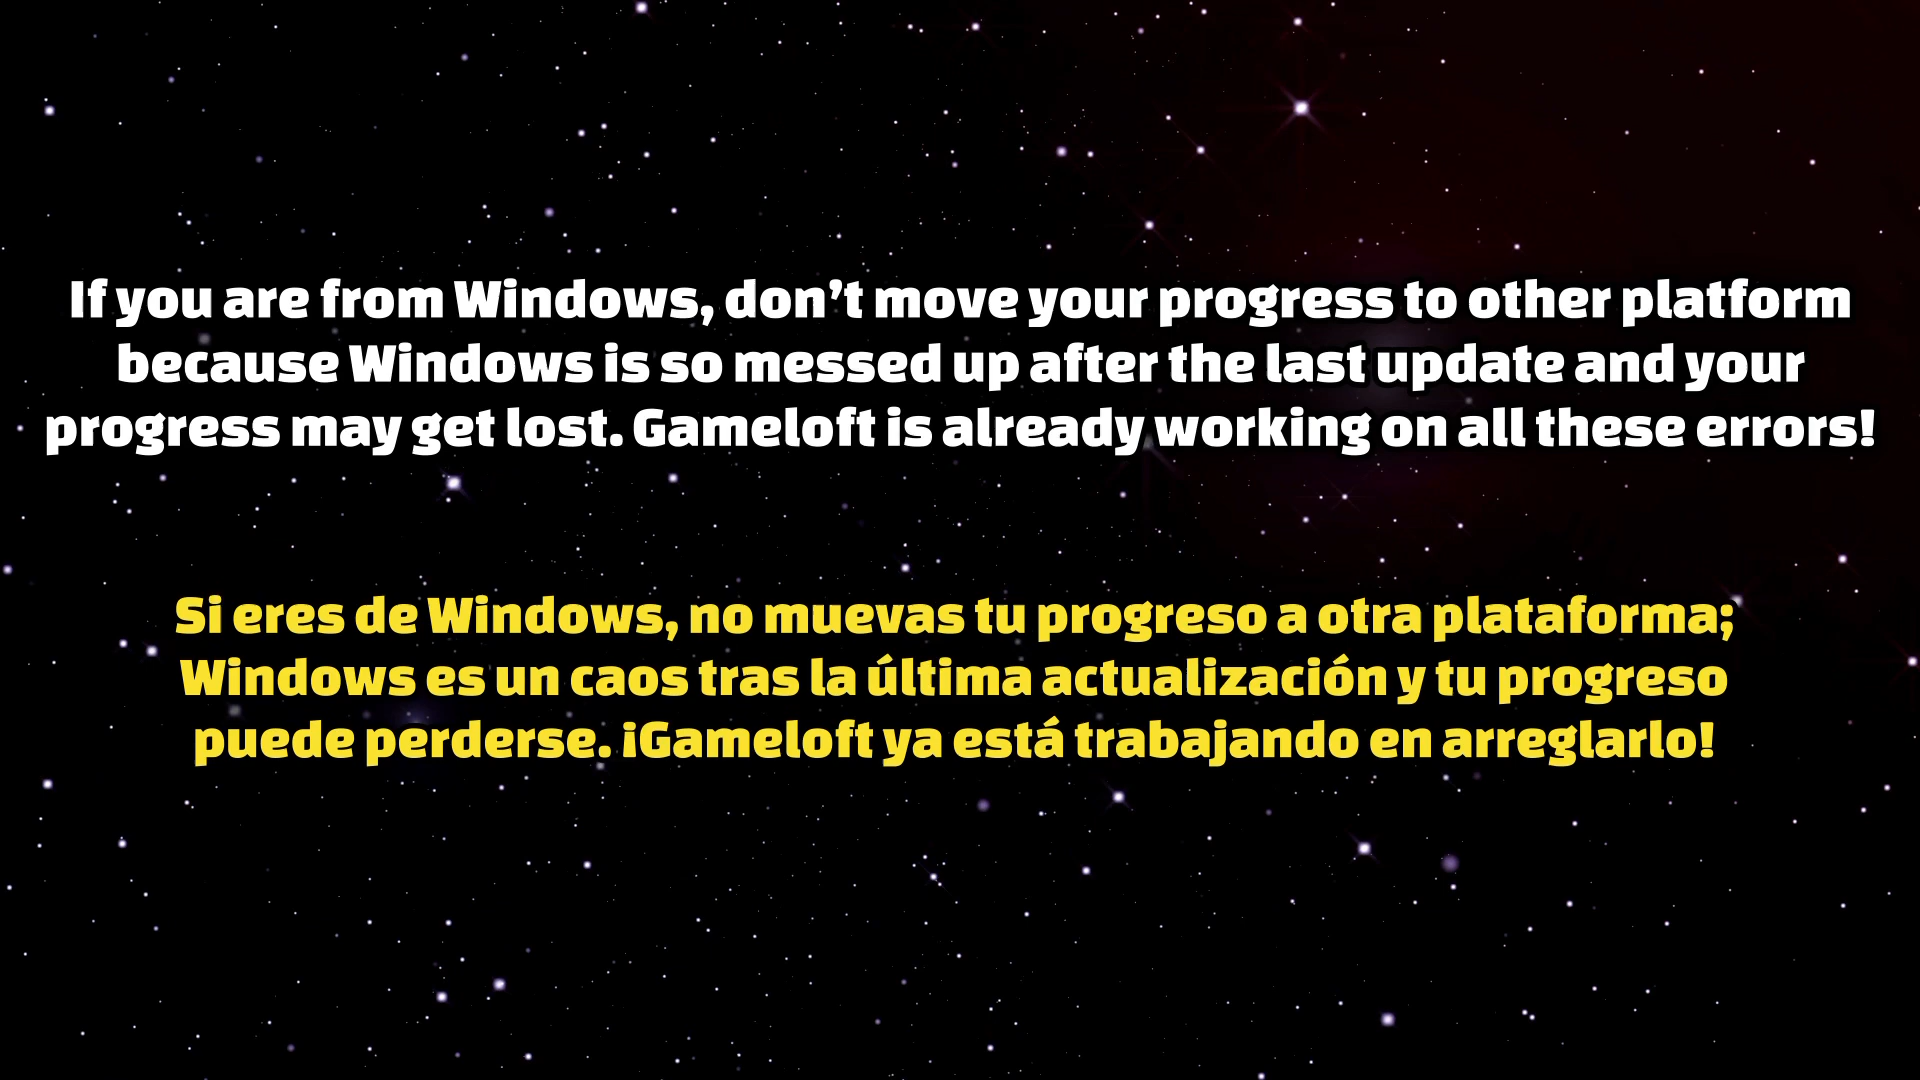 If you are from Windows, don’t move your progress to other platform
because Windows is so messed up after the last update and your
progress may get lost. Gameloft is already working on all these errors!
Si eres de Windows, no muevas tu progreso a otra plataforma;
Windows es un caos tras la última actualización y tu progreso
puede perderse. ¡Gameloft ya está trabajando en arreglarlo!